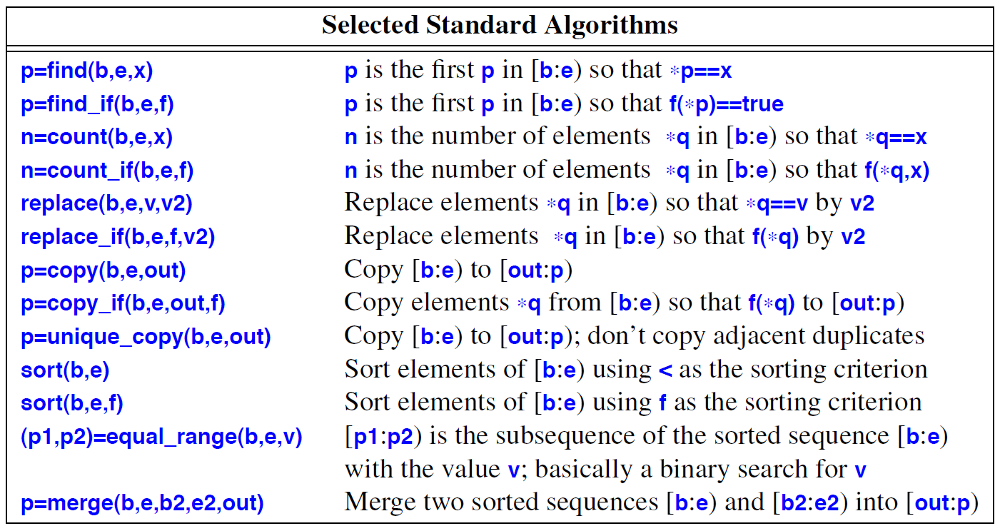 Selected Standard Algorithms
p=find(b,e,x) p is the first p in [b:e) so that *p==x
p=find_if(b,e,f) p is the first p in [b:e) so that f(*p)==true
n=count(b,e,x) n is the number of elements *q in [b:e) so that *q==x
n=count_if(b,e,f) n is the number of elements *q in [b:e) so that f(*q,x)
replace(b,e,v,v2) Replace elements *q in [b:e) so that *q==v by v2
replace_if(b,e,f,v2) Replace elements *q in [b:e) so that f(*q) by v2
p=copy(b,e,out) Copy [b:e) to [out:p)
p=copy_if(b,e,out,f) Copy elements *q from [b:e) so that f(*q) to [out:p)
p=unique_copy(b,e,out) Copy [b:e) to [out:p); don’t copy adjacent duplicates
sort(b,e) Sort elements of [b:e) using < as the sorting criterion
sort(b,e,f) Sort elements of [b:e) using f as the sorting criterion
(p1,p2)=equal_range(b,e,v) [p1:p2) is the subsequence of the sorted sequence [b:e)
with the value v; basically a binary search for v
p=merge(b,e,b2,e2,out) Merge two sorted sequences [b:e) and [b2:e2) into [out:p)